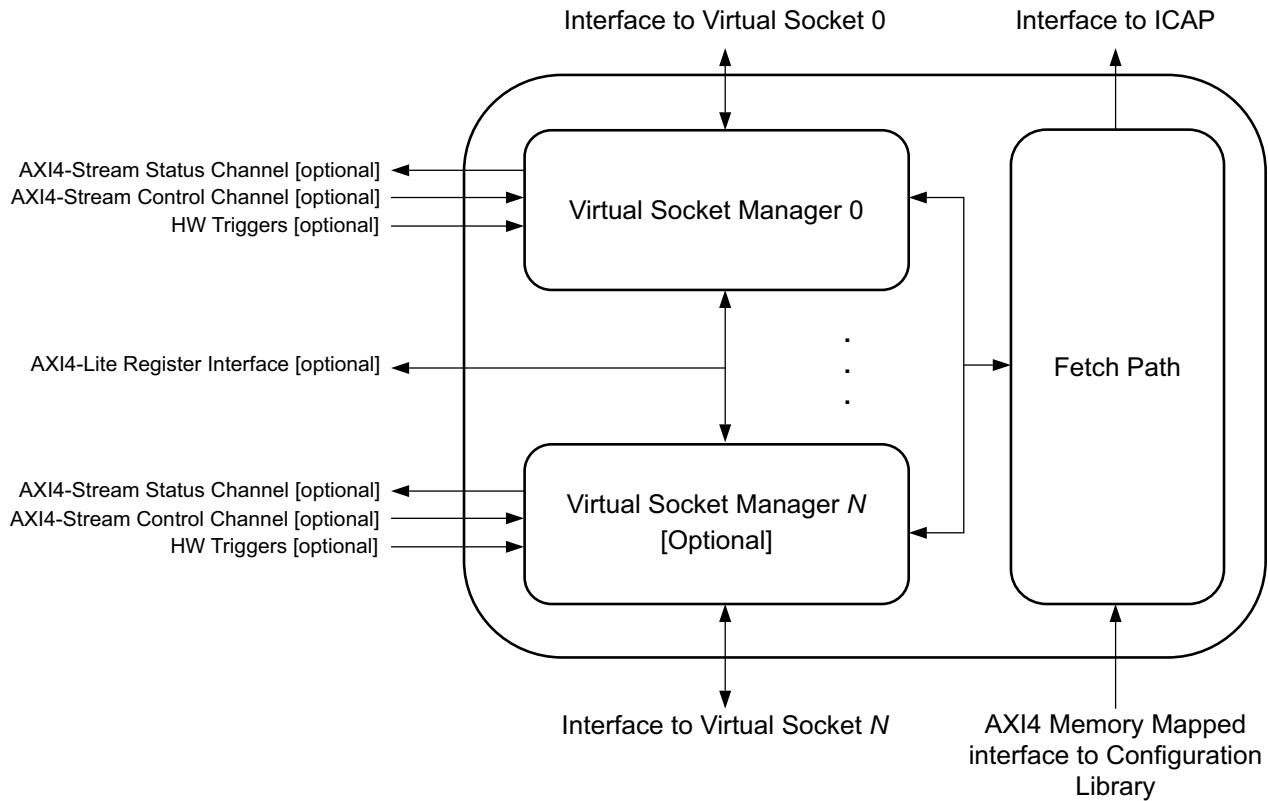 Interface to Virtual Socket 0
Interface to ICAP
AXI4-Stream Status Channel [optional]
AXI4-Stream Control Channel [optional]
HW Triggers [optional]
Virtual Socket Manager 0
AXI4-Lite Register Interface [optional]
.
.
.
Fetch Path
AXI4-Stream Status Channel [optional]
AXI4-Stream Control Channel [optional]
HW Triggers [optional]
Virtual Socket Manager N
[Optional]
Interface to Virtual Socket N
AXI4 Memory Mapped
interface to Configuration
Library